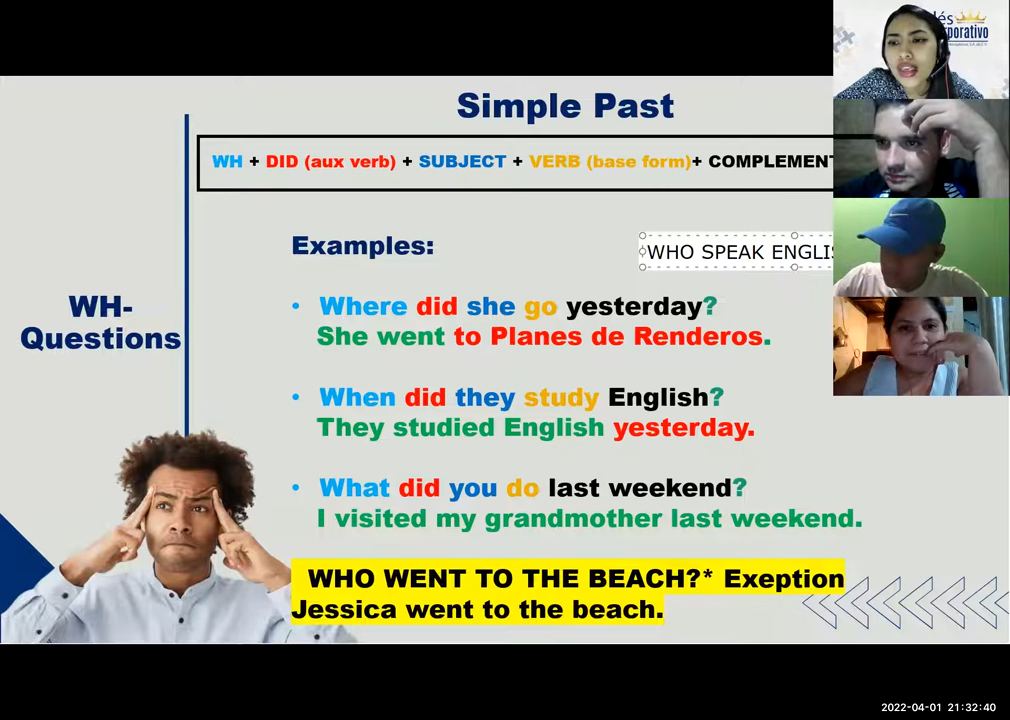 Simple Past
WH + DID (aux verb) + SUBJECT + VERB (base form)+ COMPLEMENT
Examples:
WHO SPEAK ENGLIS
WH-
Questions
• Where did she go yesterday?
She went to Planes de Renderos.
• When did they study English?
They studied English yesterday.
• What did you do last weekend?
I visited my grandmother last weekend.
WHO WENT TO THE BEACH?* Exeption
Jessica went to the beach.
2022-04-01 21:32:40